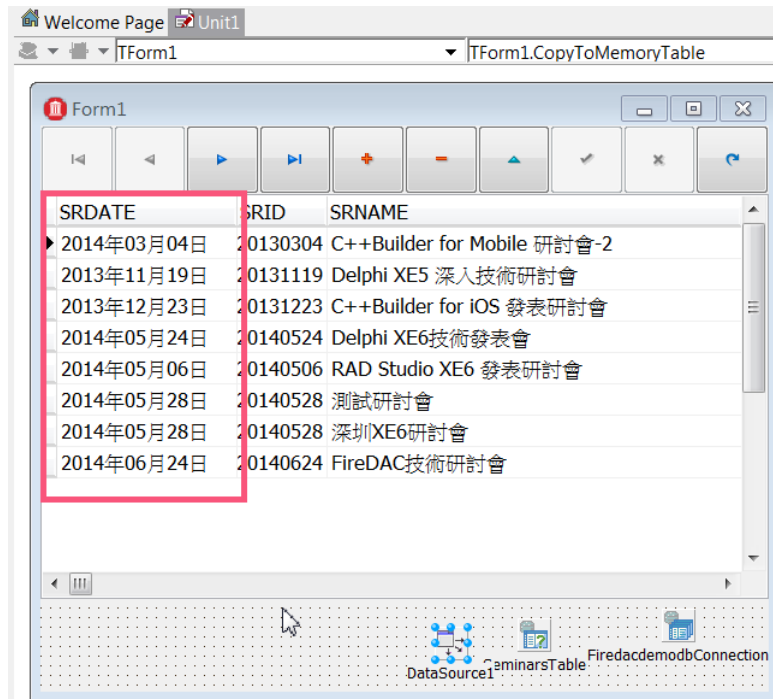 Welcome Page Unit1
TForm1 TForm1.CopyToMemoryTable
Form1
SRDATE SRID SRNAME
2014年03月04日 20130304 C++Builder for Mobile 研討會-2
2013年11月19日 20131119 Delphi XE5 深入技術研討會
2013年12月23日 20131223 C++Builder for iOS 發表研討會
2014年05月24日 20140524 Delphi XE6技術發表會
2014年05月06日 20140506 RAD Studio XE6 發表研討會
2014年05月28日 20140528 測試研討會
2014年05月28日 20140528 深圳XE6研討會
2014年06月24日 20140624 FireDAC技術研討會
DataSource1 eminarsTable FiredacdemodbConnection